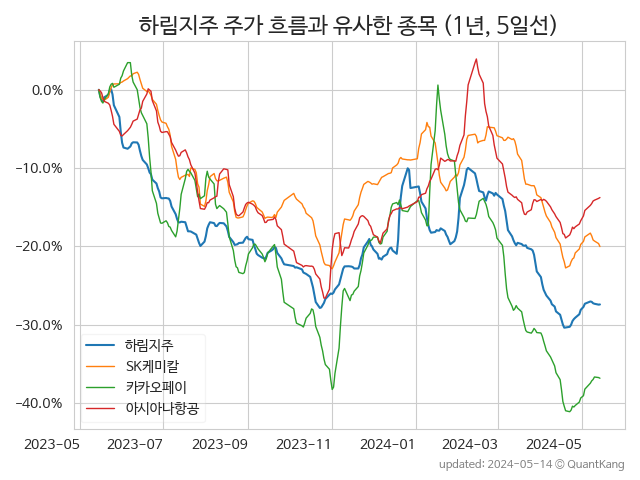 하림지주 주가 흐름과 유사한 종목 (1년, 5일선)
0.0%
−10.0%
−20.0%
−30.0%
−40.0%
하림지주
SK케미칼
카카오페이
아시아나항공
2023-05 2023-07 2023-09 2023-11 2024-01 2024-03 2024-05
updated: 2024-05-14 @ QuantKang